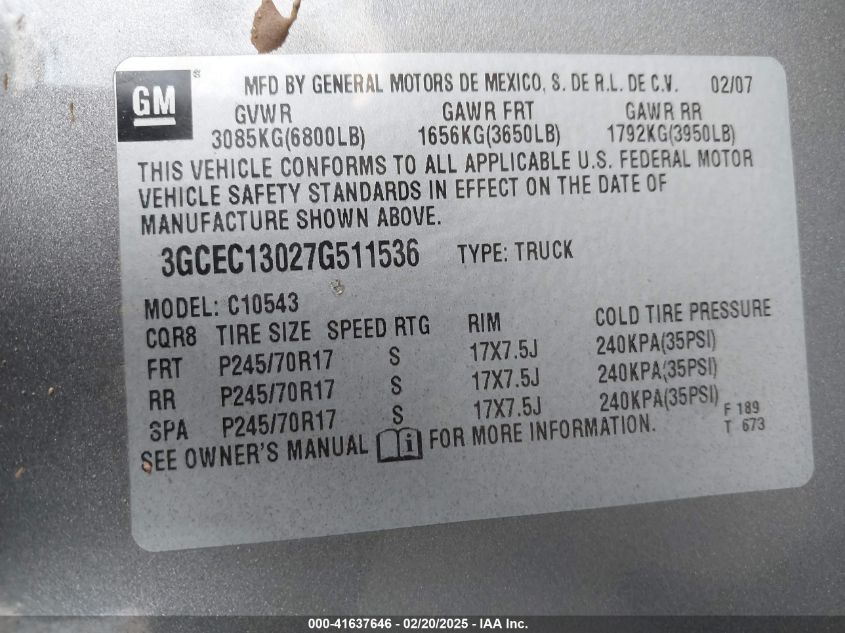 GM MFD BY GENERAL MOTORS DE MEXICO, S. DE R.L. DE C.V. 02/07
GVWR GAWR FRT GAWR RR
3085KG(6800LB) 1656KG(3650LB) 1792KG(3950LB)
THIS VEHICLE CONFORMS TO ALL APPLICABLE U.S. FEDERAL MOTOR
VEHICLE SAFETY STANDARDS IN EFFECT ON THE DATE OF
MANUFACTURE SHOWN ABOVE.
3GCEC13027G511536 TYPE: TRUCK
MODEL: C10543
CQR8 TIRE SIZE SPEED RTG RIM COLD TIRE PRESSURE
FRT P245/70R17 S 17X7.5J 240KPA(35PSI)
RR P245/70R17 S 17X7.5J 240KPA(35PSI)
SPA P245/70R17 S 17X7.5J 240KPA(35PSI)
SEE OWNER'S MANUAL i FOR MORE INFORMATION.
F 189
T 673
000-41637646 - 02/20/2025 - IAA Inc.